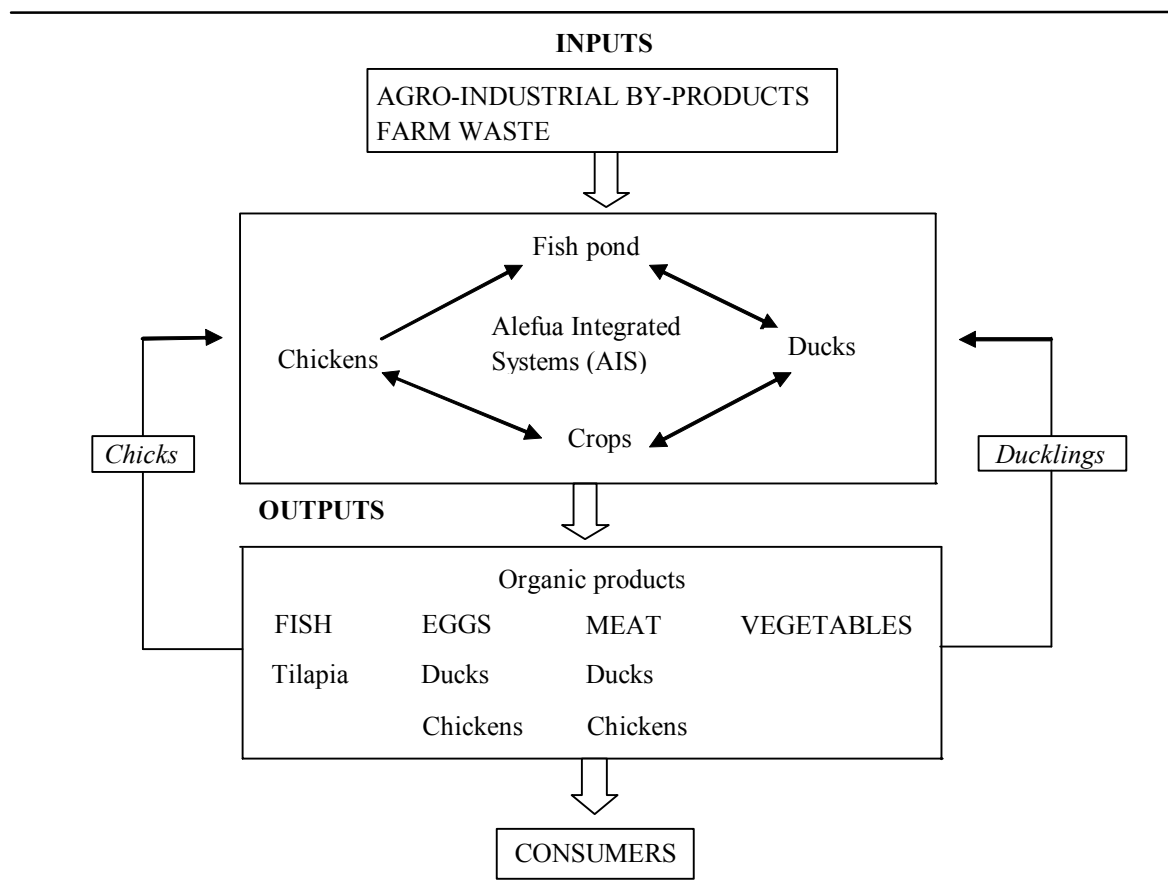 INPUTS
AGRO-INDUSTRIAL BY-PRODUCTS
FARM WASTE
Fish pond
Alefua Integrated
Systems (AIS)
Chickens
Ducks
Crops
Chicks
Ducklings
OUTPUTS
Organic products
FISH EGGS MEAT VEGETABLES
Tilapia Ducks Ducks
Chickens Chickens
CONSUMERS